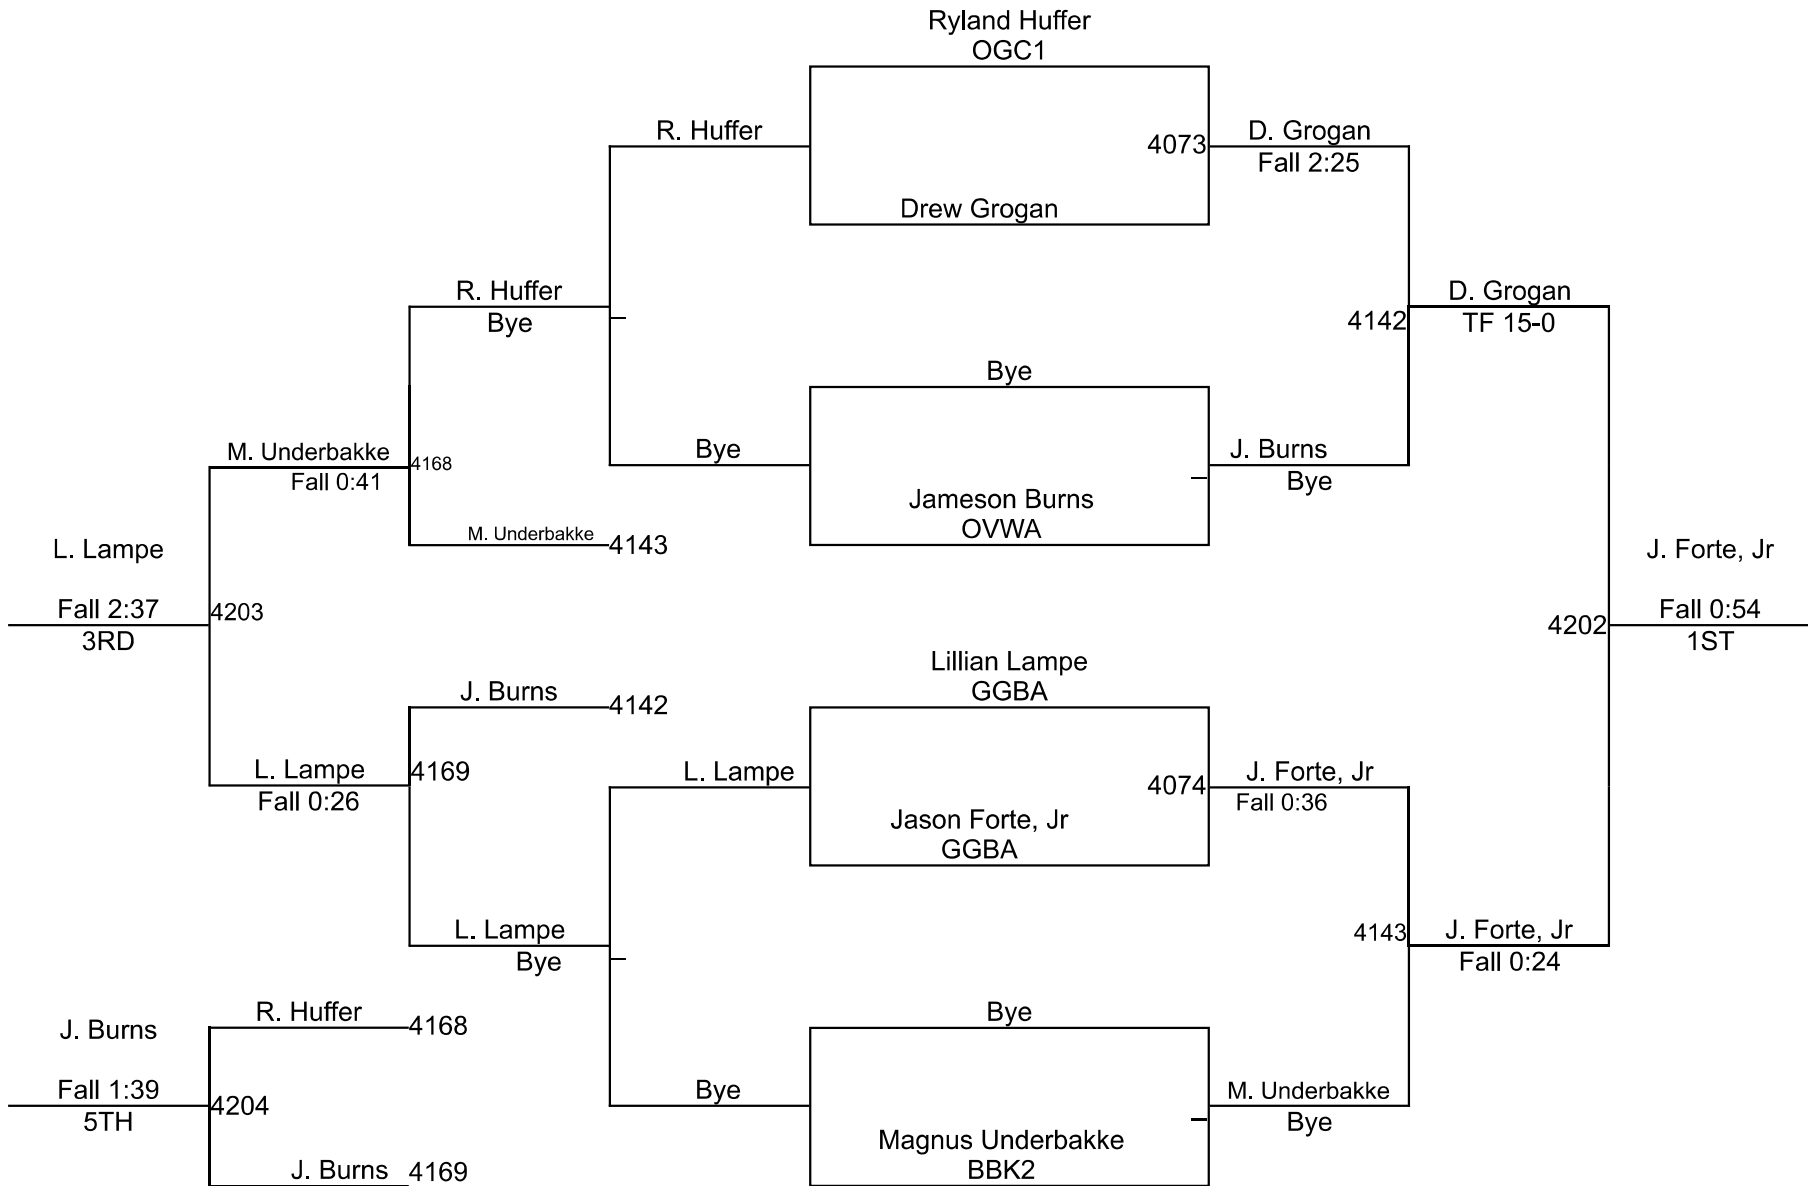 Ryland Huffer
OGC1
R. Huffer
4073
D. Grogan
Fall 2:25
Drew Grogan
R. Huffer
Bye
4142
D. Grogan
TF 15-0
Bye
M. Underbakke
Fall 0:41
4168
Bye
J. Burns
Bye
Jameson Burns
OVWA
M. Underbakke
4143
L. Lampe
Fall 2:37
3RD
4203
J. Forte, Jr
4202
Fall 0:54
1ST
Lillian Lampe
GGBA
J. Burns
4142
L. Lampe
Fall 0:26
4169
L. Lampe
4074
J. Forte, Jr
Fall 0:36
Jason Forte, Jr
GGBA
L. Lampe
Bye
4143
J. Forte, Jr
Fall 0:24
R. Huffer
4168
Bye
J. Burns
Fall 1:39
5TH
4204
Bye
M. Underbakke
Bye
Magnus Underbakke
BBK2
J. Burns
4169